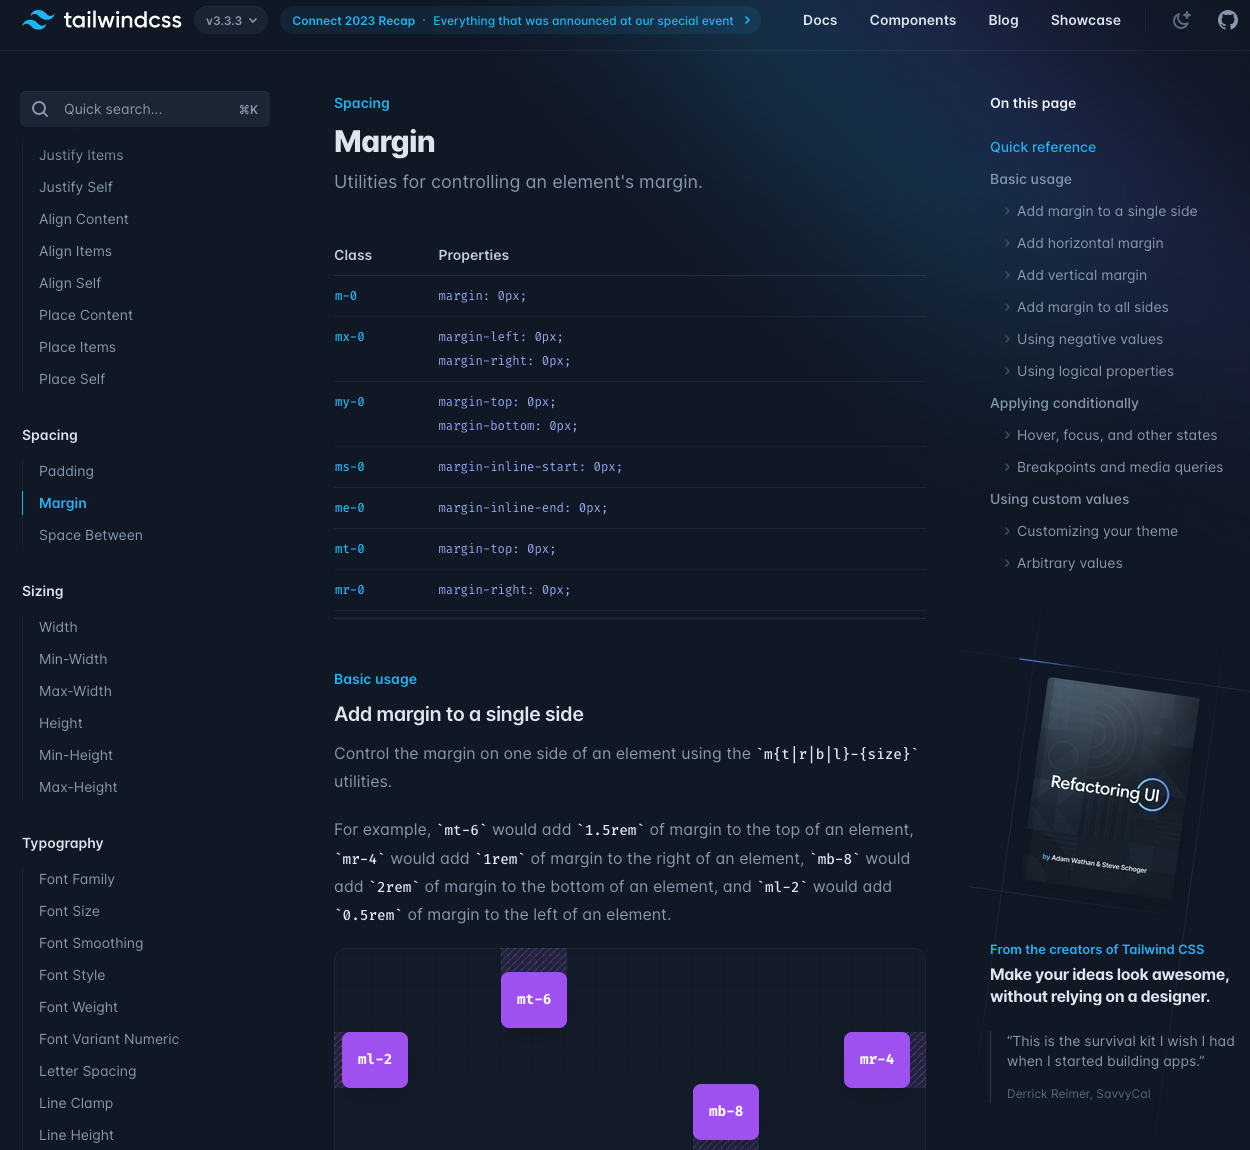 tailwindcss
v3.3.3
Connect 2023 Recap · Everything that was announced at our special event
Docs
Components
Blog
Showcase
Quick search...
⌘K
Justify Items
Justify Self
Align Content
Align Items
Align Self
Place Content
Place Items
Place Self
Spacing
Padding
Margin
Space Between
Sizing
Width
Min-Width
Max-Width
Height
Min-Height
Max-Height
Typography
Font Family
Font Size
Font Smoothing
Font Style
Font Weight
Font Variant Numeric
Letter Spacing
Line Clamp
Line Height
Spacing
Margin
Utilities for controlling an element's margin.
Class Properties
m-0 margin: 0px;
mx-0 margin-left: 0px;
margin-right: 0px;
my-0 margin-top: 0px;
margin-bottom: 0px;
ms-0 margin-inline-start: 0px;
me-0 margin-inline-end: 0px;
mt-0 margin-top: 0px;
mr-0 margin-right: 0px;
Basic usage
Add margin to a single side
Control the margin on one side of an element using the `m{t|r|b|l}-{size}`
utilities.
For example, `mt-6` would add `1.5rem` of margin to the top of an element,
`mr-4` would add `1rem` of margin to the right of an element, `mb-8` would
add `2rem` of margin to the bottom of an element, and `ml-2` would add
`0.5rem` of margin to the left of an element.
mt-6
ml-2
mr-4
mb-8
On this page
Quick reference
Basic usage
Add margin to a single side
Add horizontal margin
Add vertical margin
Add margin to all sides
Using negative values
Using logical properties
Applying conditionally
Hover, focus, and other states
Breakpoints and media queries
Using custom values
Customizing your theme
Arbitrary values
Refactoring UI
by Adam Wathan & Steve Schoger
From the creators of Tailwind CSS
Make your ideas look awesome,
without relying on a designer.
“This is the survival kit I wish I had
when I started building apps.”
Derrick Reimer, SavvyCal